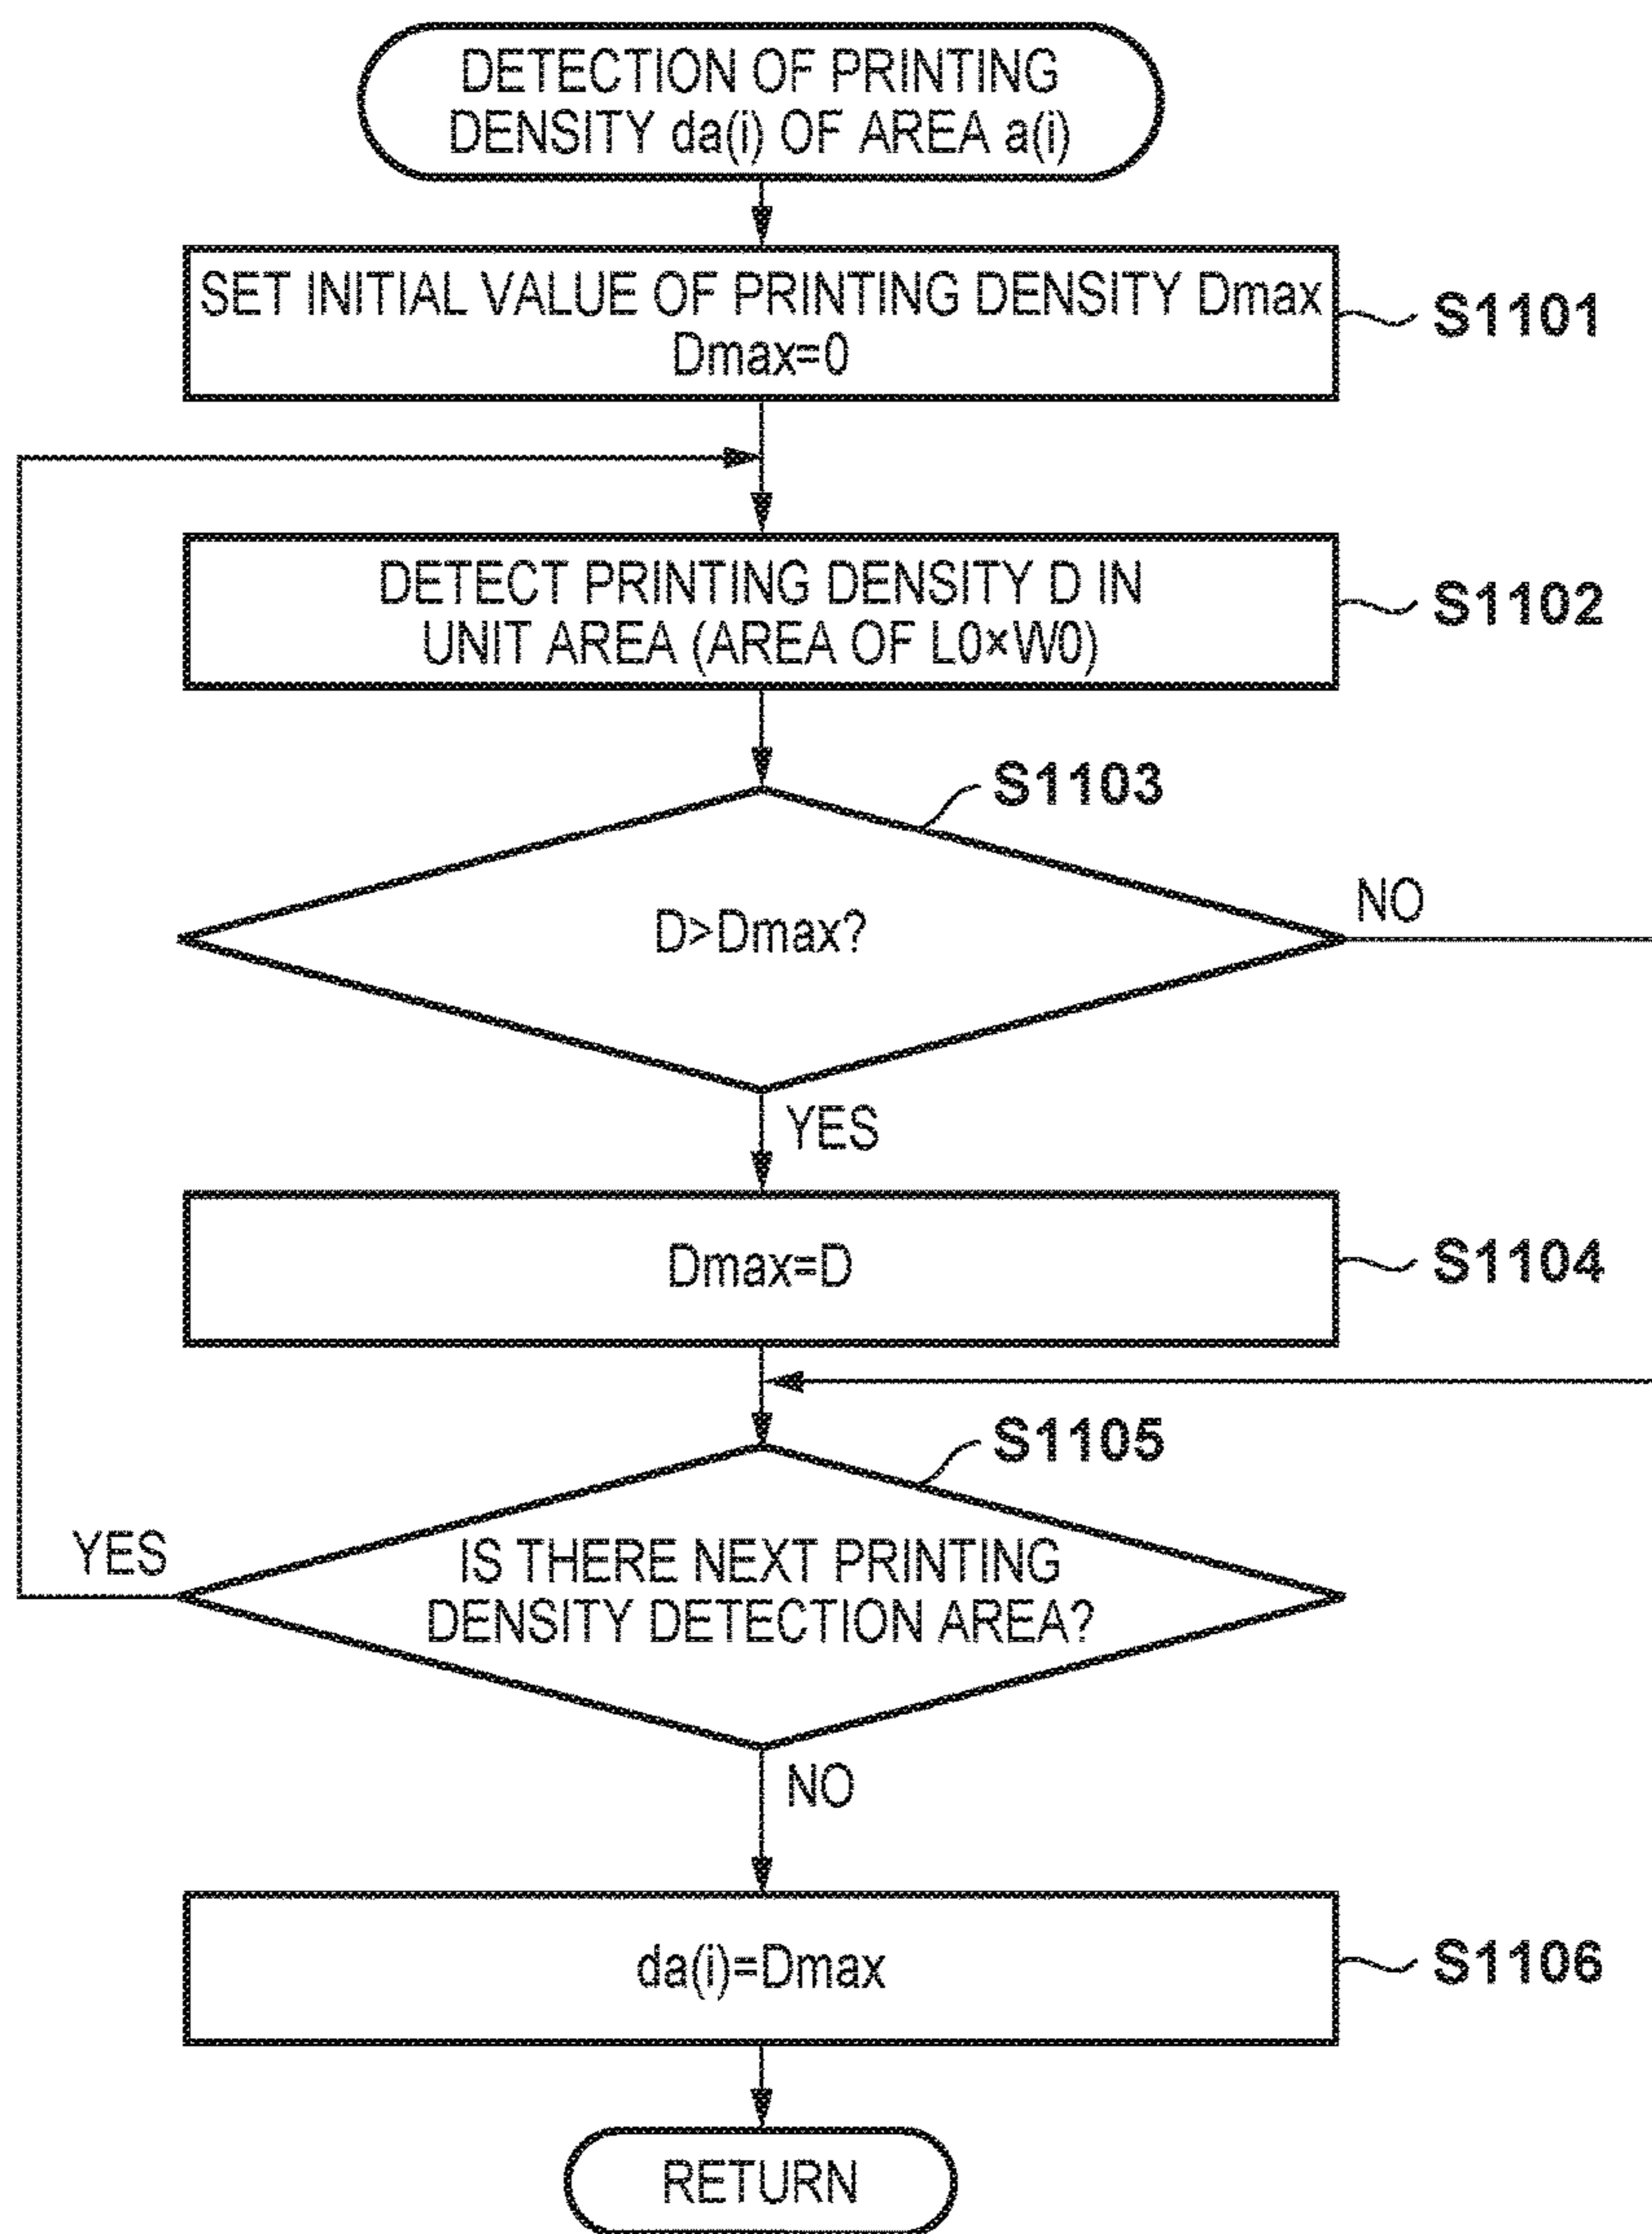 DETECTION OF PRINTING
DENSITY da(i) OF AREA a(i)
SET INITIAL VALUE OF PRINTING DENSITY Dmax
Dmax=0
S1101
DETECT PRINTING DENSITY D IN
UNIT AREA (AREA OF L0×W0)
S1102
S1103
D>Dmax?
NO
YES
Dmax=D
S1104
S1105
IS THERE NEXT PRINTING
DENSITY DETECTION AREA?
YES
NO
da(i)=Dmax
S1106
RETURN